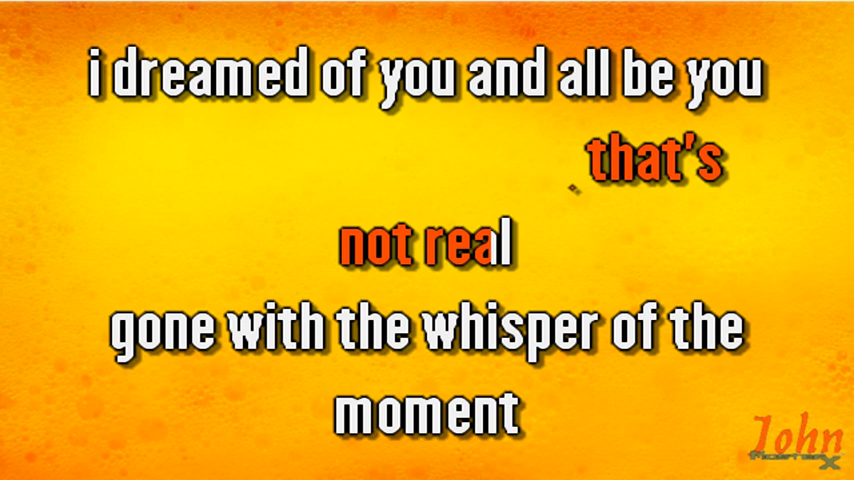 i dreamed of you and all be you
that's
not real
gone with the whisper of the
moment
John